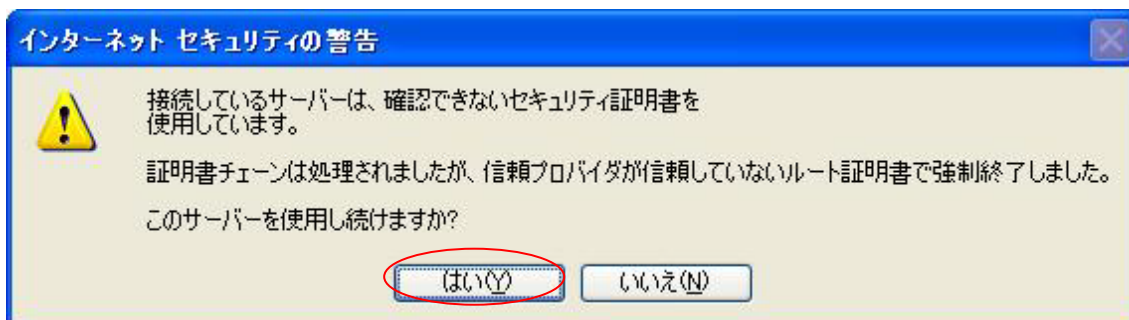 インターネット セキュリティの警告
接続しているサーバーは、確認できないセキュリティ証明書を
使用しています。
証明書チェーンは処理されましたが、信頼プロバイダが信頼していないルート証明書で強制終了しました。
このサーバーを使用し続けますか?
はい(Y) いいえ(N)